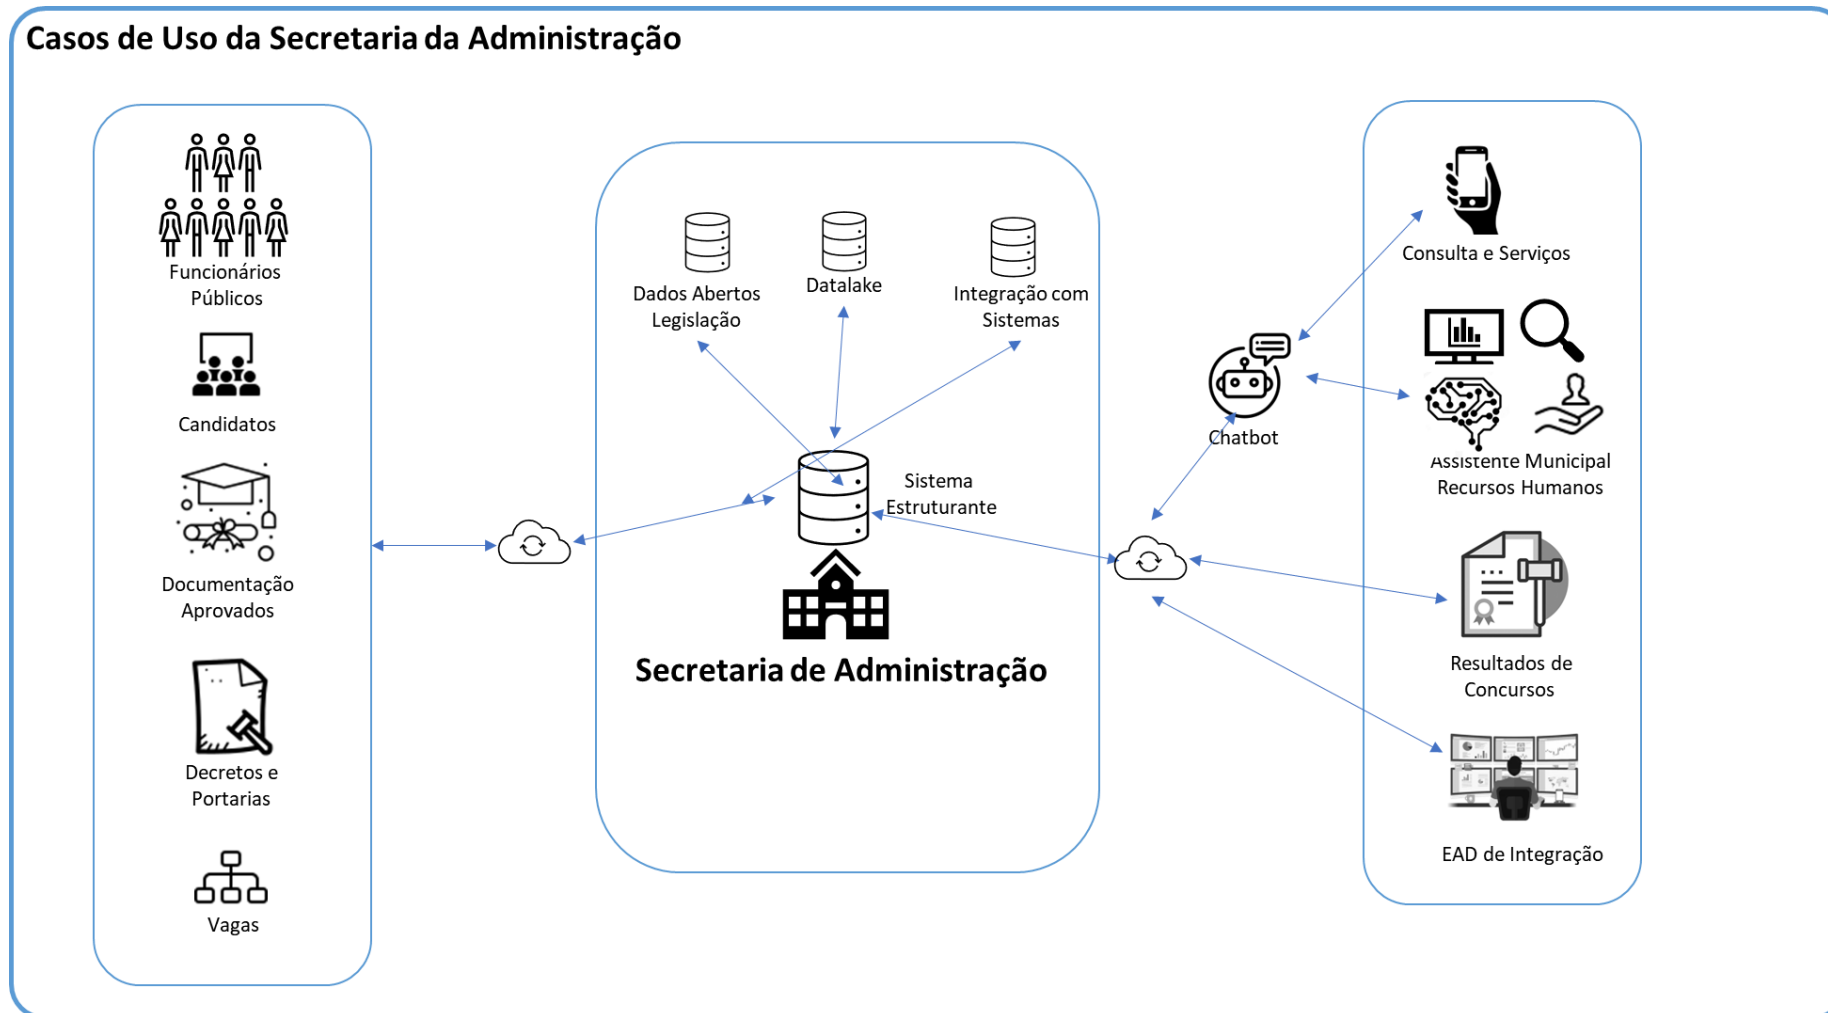 Casos de Uso da Secretaria da Administração
Funcionários
Públicos
Candidatos
Documentação
Aprovados
Decretos e
Portarias
Vagas
Dados Abertos
Legislação
Datalake
Integração com
Sistemas
Sistema
Estruturante
Secretaria de Administração
Chatbot
Consulta e Serviços
Assistente Municipal
Recursos Humanos
Resultados de
Concursos
EAD de Integração